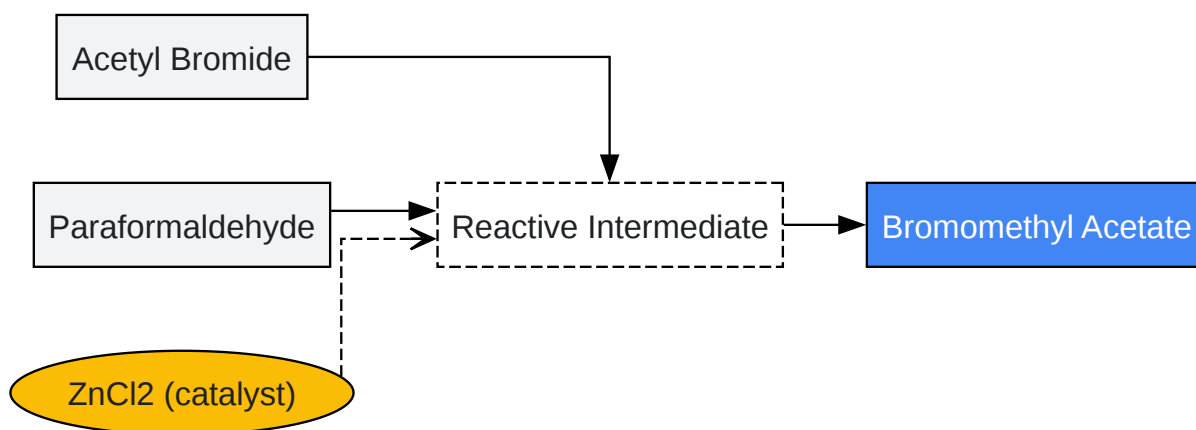 Acetyl Bromide
Paraformaldehyde
Reactive Intermediate
Bromomethyl Acetate
ZnCl2 (catalyst)